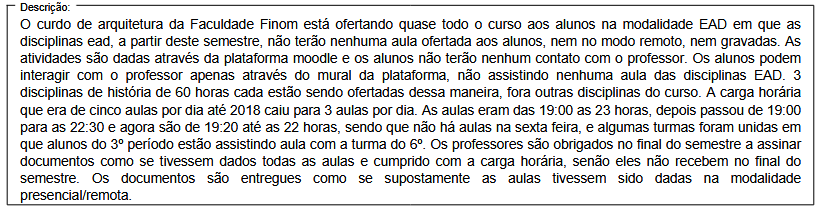 Descrição:
O curdo de arquitetura da Faculdade Finom está ofertando quase todo o curso aos alunos na modalidade EAD em que as
disciplinas ead, a partir deste semestre, não terão nenhuma aula ofertada aos alunos, nem no modo remoto, nem gravadas. As
atividades são dadas através da plataforma moodle e os alunos não terão nenhum contato com o professor. Os alunos podem
interagir com o professor apenas através do mural da plataforma, não assistindo nenhuma aula das disciplinas EAD. 3
disciplinas de história de 60 horas cada estão sendo ofertadas dessa maneira, fora outras disciplinas do curso. A carga horária
que era de cinco aulas por dia até 2018 caiu para 3 aulas por dia. As aulas eram das 19:00 as 23 horas, depois passou de 19:00
para as 22:30 e agora são de 19:20 até as 22 horas, sendo que não há aulas na sexta feira, e algumas turmas foram unidas em
que alunos do 3º período estão assistindo aula com a turma do 6º. Os professores são obrigados no final do semestre a assinar
documentos como se tivessem dados todas as aulas e cumprido com a carga horária, senão eles não recebem no final do
semestre. Os documentos são entregues como se supostamente as aulas tivessem sido dadas na modalidade
presencial/remota.